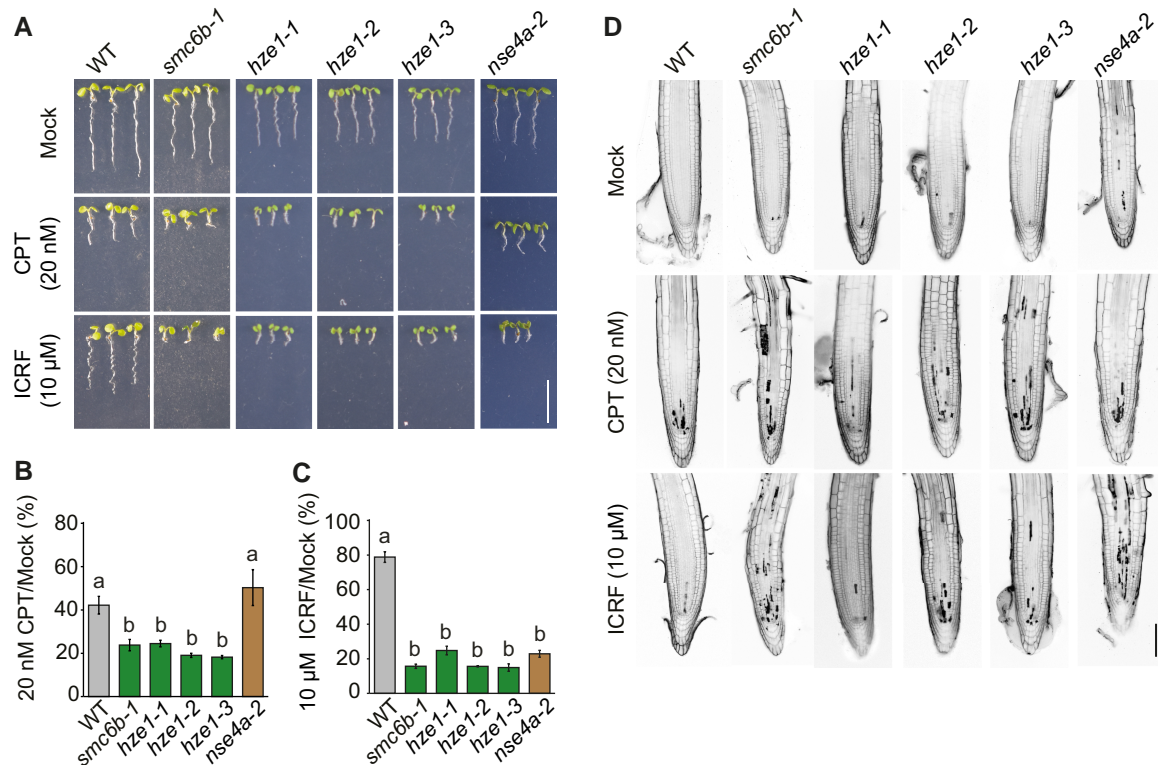 A
WT
smc6b-1
hze1-1
hze1-2
hze1-3
nse4a-2
Mock
CPT
(20 nM)
ICRF
(10 µM)
B
20 nM CPT/Mock (%)
80
60
40
20
0
a
b
b
b
b
a
WT
smc6b-1
hze1-1
hze1-2
hze1-3
nse4a-2
C
10 µM ICRF/Mock (%)
100
80
60
40
20
0
a
b
b
b
b
b
WT
smc6b-1
hze1-1
hze1-2
hze1-3
nse4a-2
D
WT
smc6b-1
hze1-1
hze1-2
hze1-3
nse4a-2
Mock
CPT (20 nM)
ICRF (10 µM)